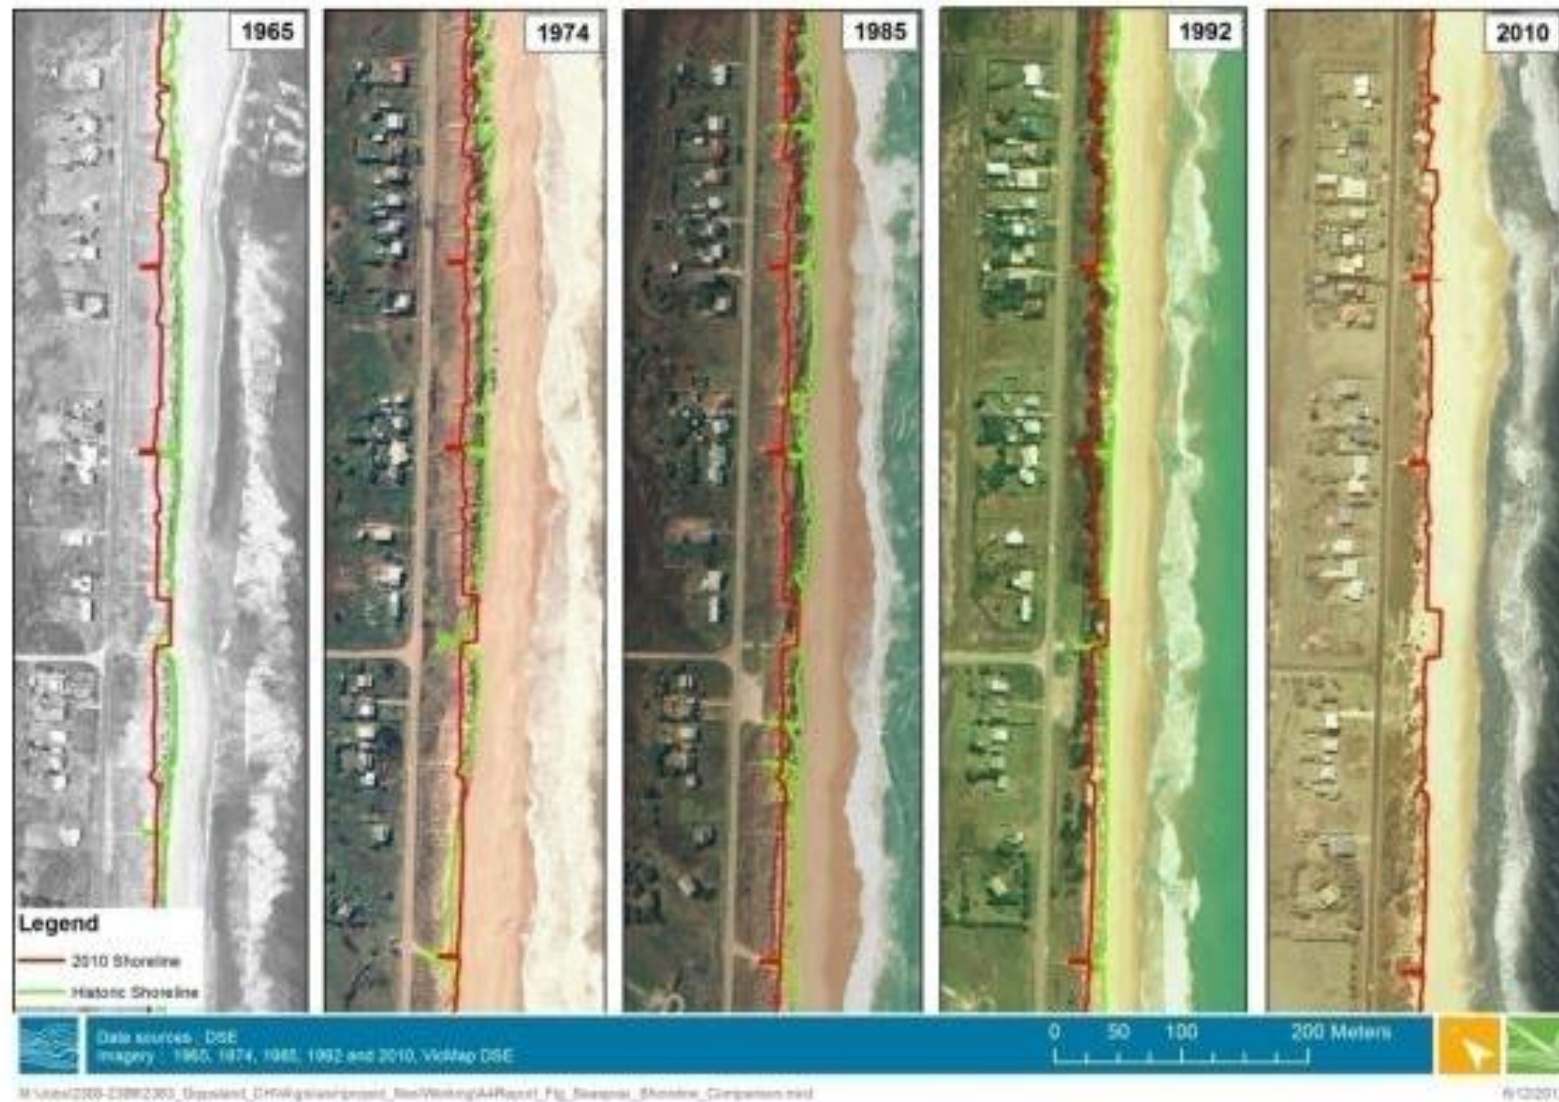 1965
1974
1985
1992
2010
Legend
2010 Shoreline
Historic Shoreline
Data sources : DSE
Imagery : 1965, 1974, 1985, 1992 and 2010, VicMap DSE
0 50 100 200 Meters